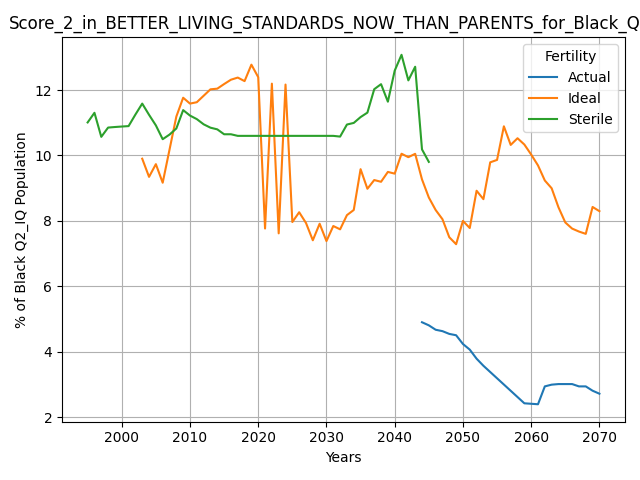 Score_2_in_BETTER_LIVING_STANDARDS_NOW_THAN_PARENTS_for_Black_Q
Fertility
Actual
Ideal
Sterile
% of Black Q2_IQ Population
12
10
8
6
4
2
2000 2010 2020 2030 2040 2050 2060 2070
Years